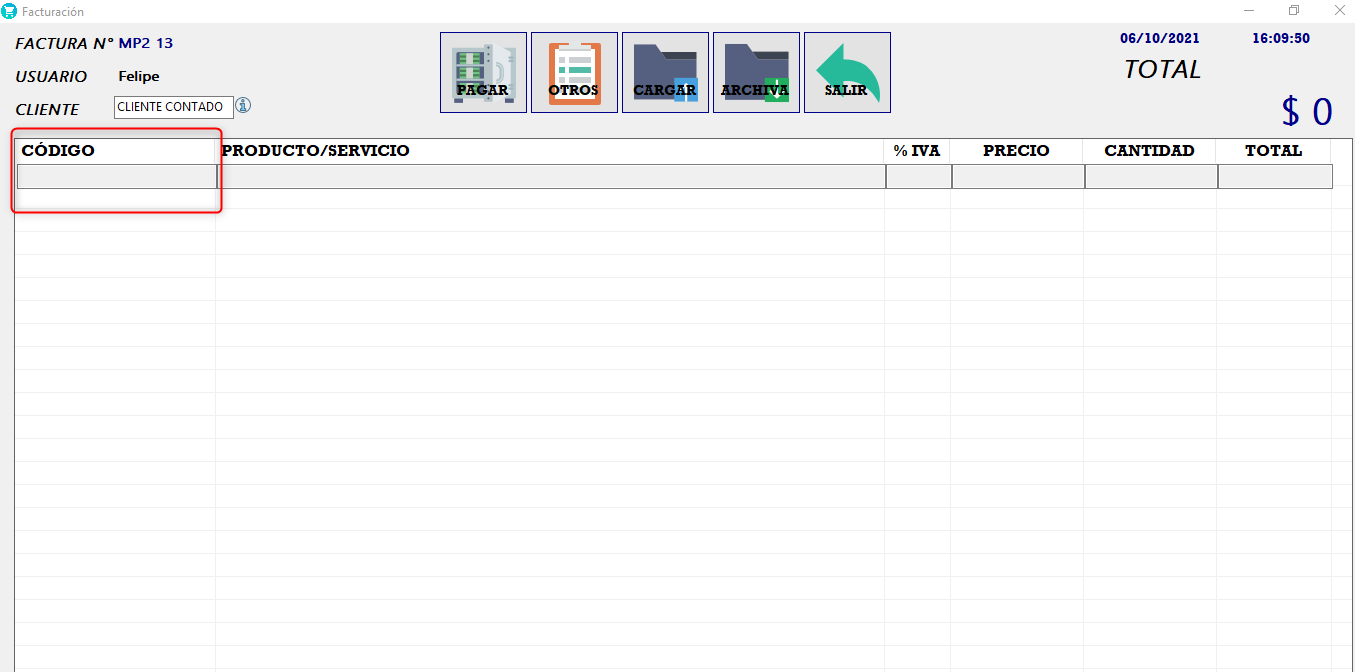 Facturación
FACTURA N° MP2 13
USUARIO Felipe
CLIENTE CLIENTE CONTADO
PAGAR OTROS CARGAR ARCHIVA SALIR
06/10/2021 16:09:50
TOTAL
$ 0
CÓDIGO PRODUCTO/SERVICIO % IVA PRECIO CANTIDAD TOTAL